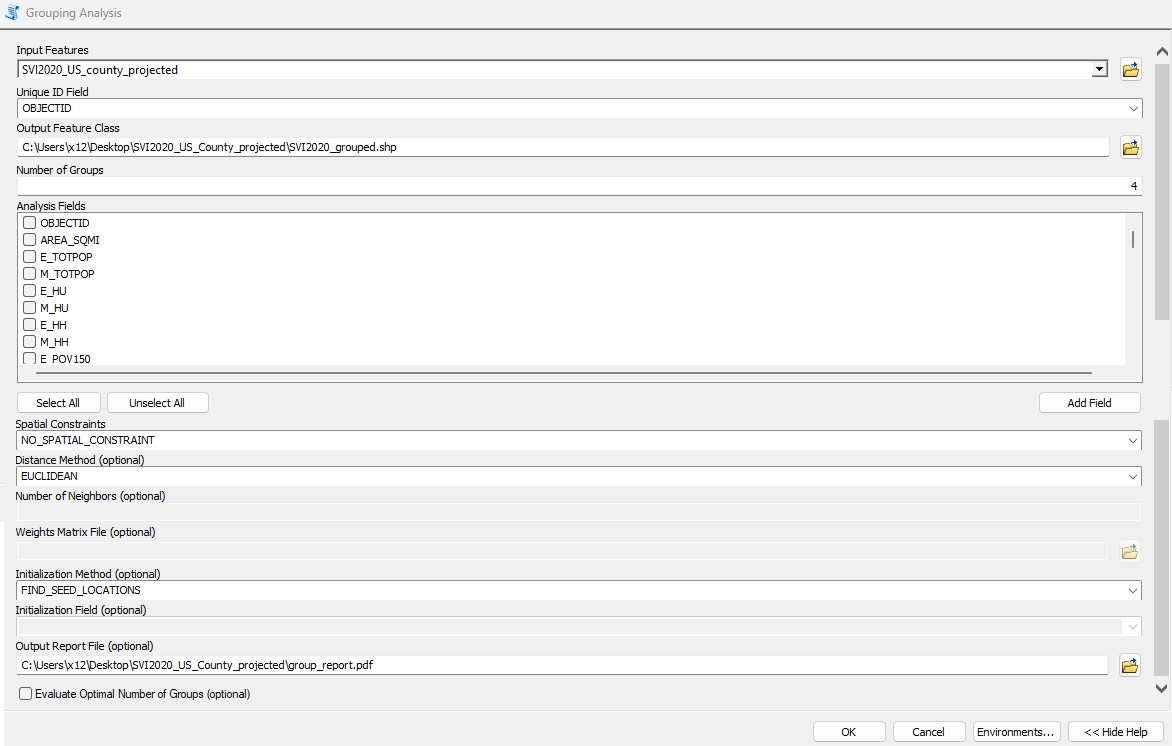 Grouping Analysis
Input Features
SVI2020_US_county_projected
Unique ID Field
OBJECTID
Output Feature Class
C:\Users\x12\Desktop\SVI2020_US_County_projected\SVI2020_grouped.shp
Number of Groups
4
Analysis Fields
OBJECTID
AREA_SQMI
E_TOTPOP
M_TOTPOP
E_HU
M_HU
E_HH
M_HH
E_POV150
Select All Unselect All Add Field
Spatial Constraints
NO_SPATIAL_CONSTRAINT
Distance Method (optional)
EUCLIDEAN
Number of Neighbors (optional)
Weights Matrix File (optional)
Initialization Method (optional)
FIND_SEED_LOCATIONS
Initialization Field (optional)
Output Report File (optional)
C:\Users\x12\Desktop\SVI2020_US_County_projected\group_report.pdf
Evaluate Optimal Number of Groups (optional)
OK Cancel Environments... << Hide Help